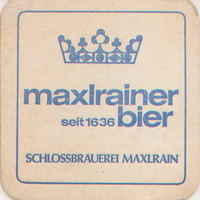 maxlrainer
seit 1636 bier
SCHLOSSBRAUEREI MAXLRAIN